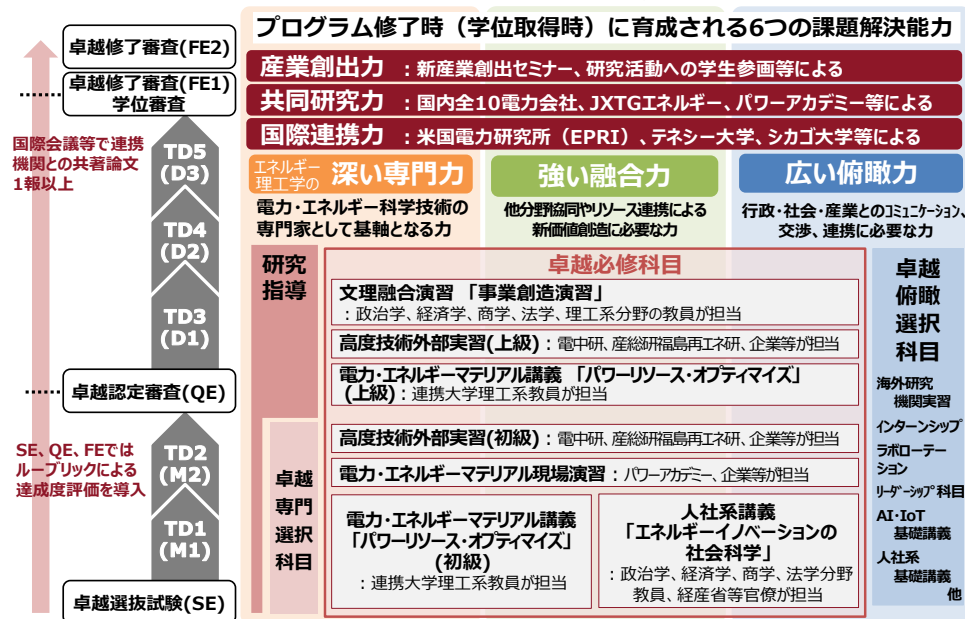 卓越修了審査(FE2)
卓越修了審査(FE1)
学位審査
国際会議等で連携
機関との共著論文
1報以上
TD5
(D3)
TD4
(D2)
TD3
(D1)
卓越認定審査(QE)
SE、QE、FEでは
ルーブリックによる
達成度評価を導入
TD2
(M2)
TD1
(M1)
卓越選抜試験(SE)
プログラム修了時（学位取得時）に育成される6つの課題解決能力
産業創出力 ：新産業創出セミナー、研究活動への学生参画等による
共同研究力 ：国内全10電力会社、JXTGエネルギー、パワーアカデミー等による
国際連携力 ：米国電力研究所（EPRI）、テネシー大学、シカゴ大学等による
エネルギー
理工学の 深い専門力
電力・エネルギー科学技術の
専門家として基軸となる力
強い融合力
他分野協同やリソース連携による
新価値創造に必要な力
広い俯瞰力
行政・社会・産業とのコミュニケーション、
交渉、連携に必要な力
研究
指導
卓越
専門
選択
科目
卓越必修科目
文理融合演習 「事業創造演習」
：政治学、経済学、商学、法学、理工系分野の教員が担当
高度技術外部実習(上級)：電中研、産総研福島再エネ研、企業等が担当
電力・エネルギーマテリアル講義 「パワーリソース・オプティマイズ」
(上級)：連携大学理工系教員が担当
高度技術外部実習(初級)：電中研、産総研福島再エネ研、企業等が担当
電力・エネルギーマテリアル現場演習：パワーアカデミー、企業等が担当
電力・エネルギーマテリアル講義
「パワーリソース・オプティマイズ」
(初級)
：連携大学理工系教員が担当
人社系講義
「エネルギーイノベーションの
社会科学」
：政治学、経済学、商学、法学分野
教員、経産省等官僚が担当
卓越
俯瞰
選択
科目
海外研究
機関実習
インターンシップ
ラボローテー
ション
リーダーシップ科目
AI・IoT
基礎講義
人社系
基礎講義
他